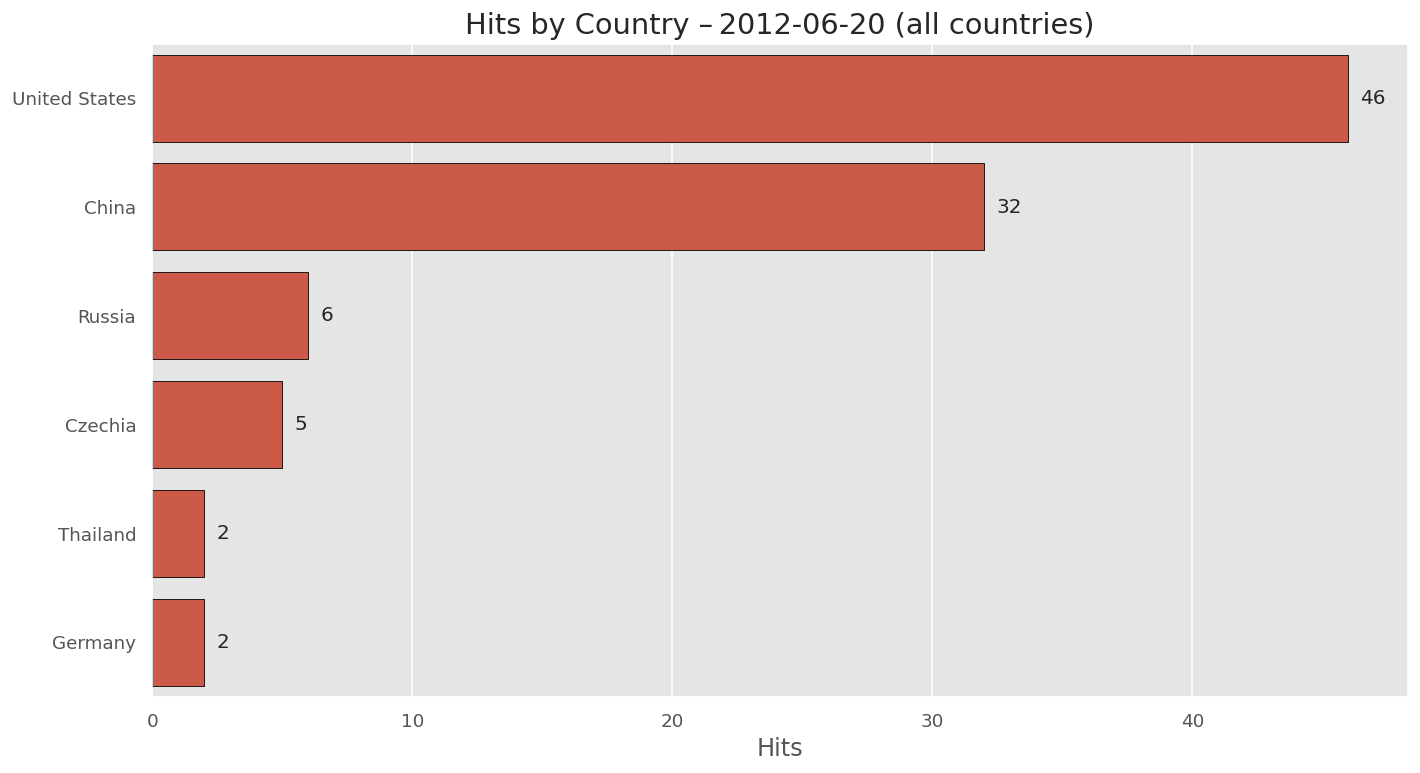 Hits by Country – 2012-06-20 (all countries)
United States 46
China 32
Russia 6
Czechia 5
Thailand 2
Germany 2
0 10 20 30 40
Hits